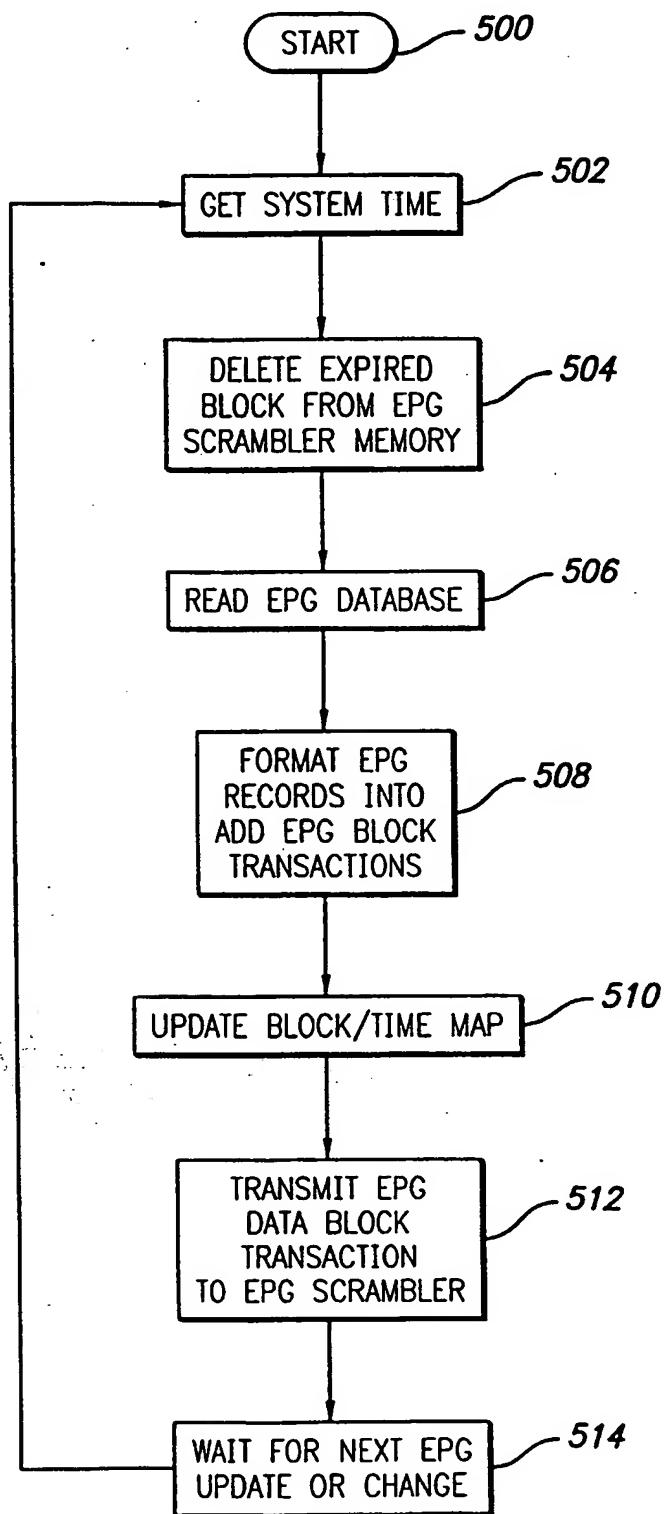 START
500
502
GET SYSTEM TIME
DELETE EXPIRED
BLOCK FROM EPG
SCRAMBLER MEMORY
504
506
READ EPG DATABASE
FORMAT EPG
RECORDS INTO
ADD EPG BLOCK
TRANSACTIONS
508
510
UPDATE BLOCK/TIME MAP
TRANSMIT EPG
DATA BLOCK
TRANSACTION
TO EPG SCRAMBLER
512
WAIT FOR NEXT EPG
UPDATE OR CHANGE
514